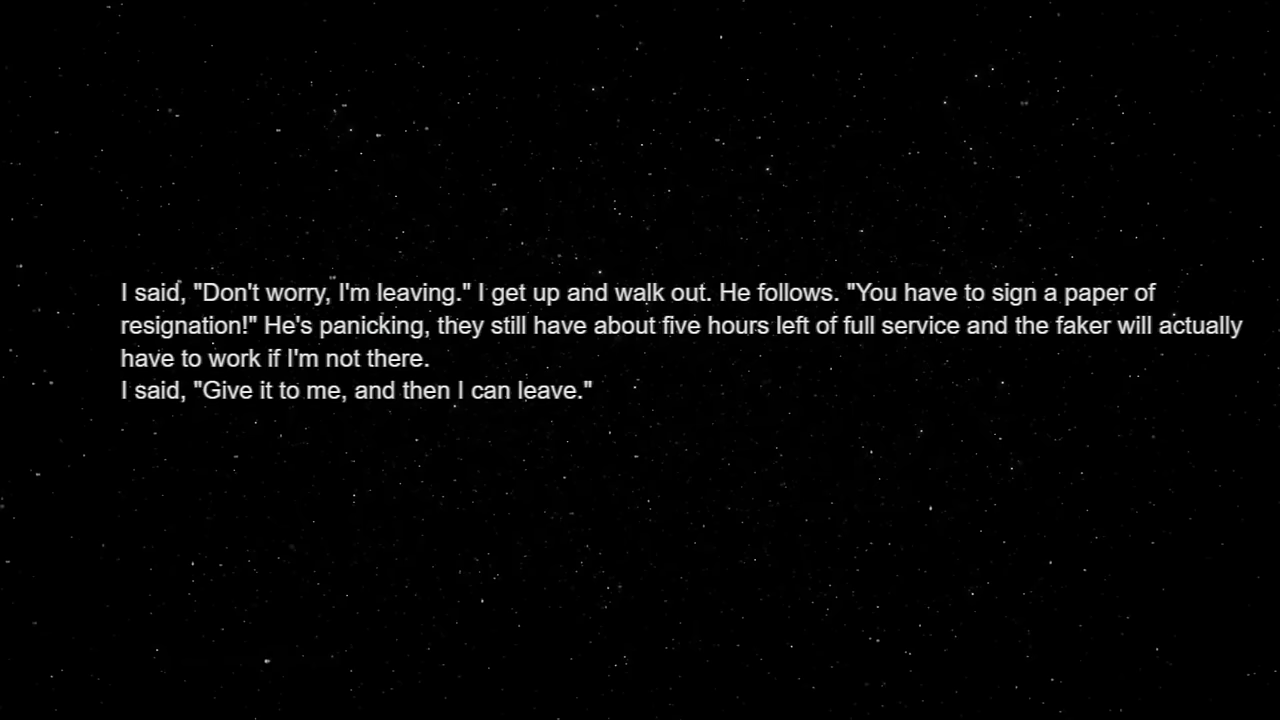 I said, "Don't worry, I'm leaving." I get up and walk out. He follows. "You have to sign a paper of
resignation!" He's panicking, they still have about five hours left of full service and the faker will actually
have to work if I'm not there.
I said, "Give it to me, and then I can leave."